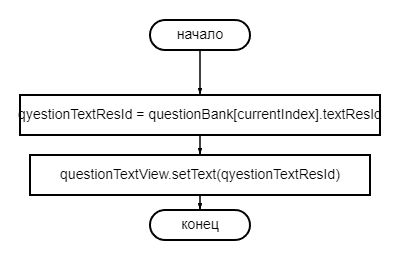 начало
qyestionTextResId = questionBank[currentIndex].textResId
questionTextView.setText(qyestionTextResId)
конец